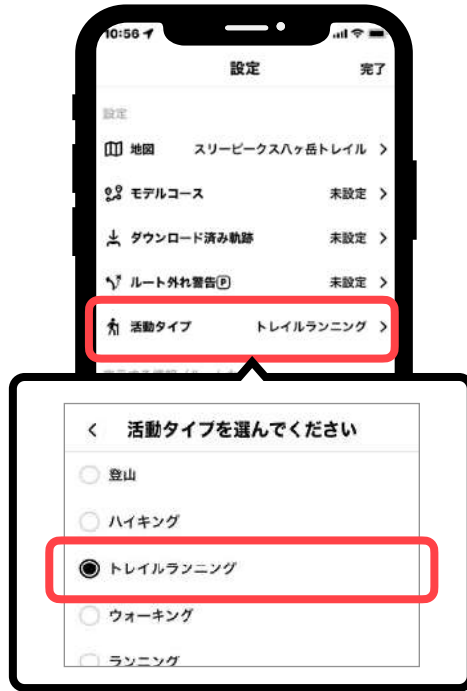 10:56
設定 完了
設定
地図 スリーピークス八ヶ岳トレイル
モデルコース 未設定
ダウンロード済み軌跡 未設定
ルート外れ警告P 未設定
活動タイプ トレイルランニング
活動タイプを選んでください
登山
ハイキング
トレイルランニング
ウォーキング
ランニング